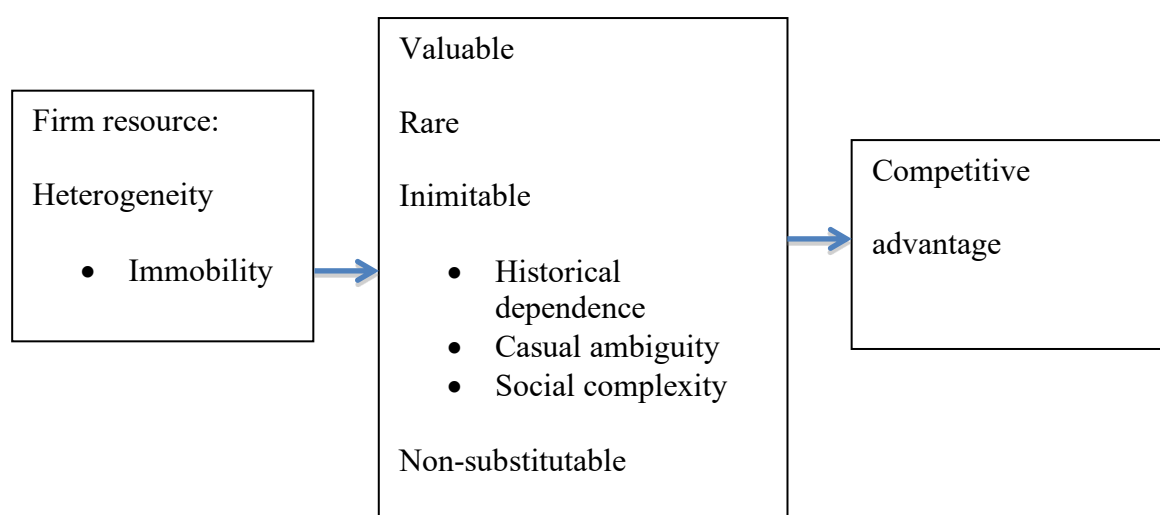 Firm resource:
Heterogeneity
• Immobility
Valuable
Rare
Inimitable
• Historical
dependence
• Casual ambiguity
• Social complexity
Non-substitutable
Competitive
advantage